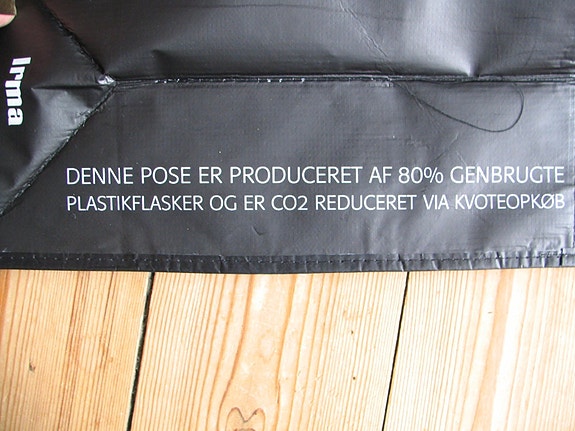 Irma
DENNE POSE ER PRODUCERET AF 80% GENBRUGTE
PLASTIKFLASKER OG ER CO2 REDUCERET VIA KVOTEOPKØB